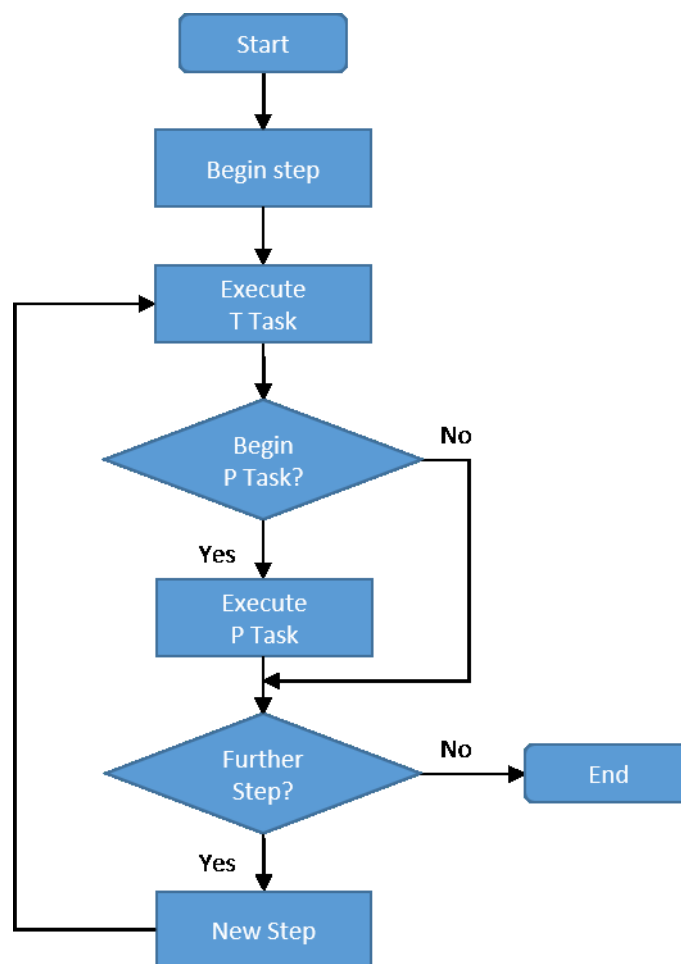 Start
Begin step
Execute
T Task
Begin
P Task?
No
Yes
Execute
P Task
Further
Step?
No
End
Yes
New Step